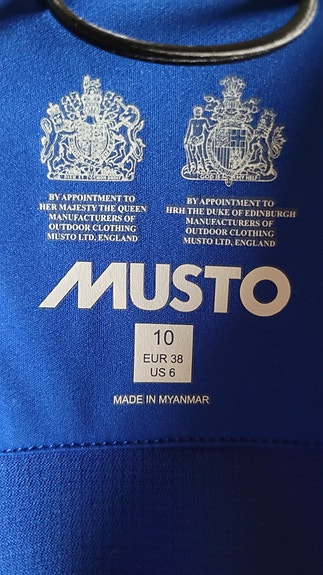 BY APPOINTMENT TO
HER MAJESTY THE QUEEN
MANUFACTURERS OF
OUTDOOR CLOTHING
MUSTO LTD, ENGLAND
BY APPOINTMENT TO
HRH THE DUKE OF EDINBURGH
MANUFACTURERS OF
OUTDOOR CLOTHING
MUSTO LTD, ENGLAND
MUSTO
10
EUR 38
US 6
MADE IN MYANMAR